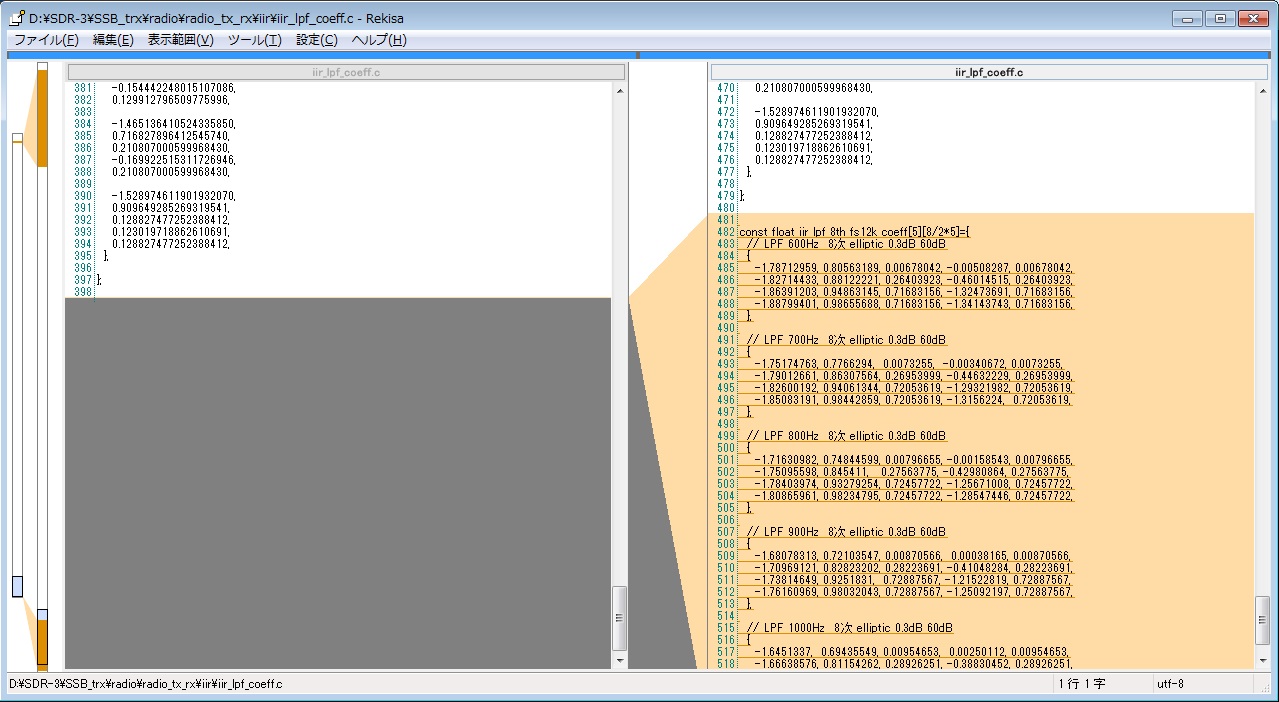 D:¥SDR-3¥SSB_trx¥radio¥radio_tx_rx¥iir¥iir_lpf_coeff.c - Rekisa
ファイル(F) 編集(E) 表示範囲(V) ツール(T) 設定(C) ヘルプ(H)
iir_lpf_coeff.c
381 -0.154442248015107086,
382 0.129912796509775996,
383
384 -1.465136410524335850,
385 0.716827896412545740,
386 0.210807000599968430,
387 -0.169922515311726946,
388 0.210807000599968430,
389
390 -1.528974611901932070,
391 0.909649285269319541,
392 0.128827477252388412,
393 0.123019718862610691,
394 0.128827477252388412,
395 },
396
397 };
398
iir_lpf_coeff.c
470 0.210807000599968430,
471
472 -1.528974611901932070,
473 0.909649285269319541,
474 0.128827477252388412,
475 0.123019718862610691,
476 0.128827477252388412,
477 },
478
479 };
480
481
482 const float iir_lpf_8th_fs12k_coeff[5][8/2*5]={
483 // LPF 600Hz 8次 elliptic 0.3dB 60dB
484 {
485 -1.78712959, 0.80563189, 0.00678042, -0.00508287, 0.00678042,
486 -1.82714433, 0.88122221, 0.26403923, -0.46014515, 0.26403923,
487 -1.86391203, 0.94863145, 0.71683156, -1.32473691, 0.71683156,
488 -1.88799401, 0.98655688, 0.71683156, -1.34143743, 0.71683156,
489 },
490
491 // LPF 700Hz 8次 elliptic 0.3dB 60dB
492 {
493 -1.75174763, 0.7766294, 0.0073255, -0.00340672, 0.0073255,
494 -1.79012661, 0.86307564, 0.26953999, -0.44632229, 0.26953999,
495 -1.82600192, 0.94061344, 0.72053619, -1.29321982, 0.72053619,
496 -1.85083191, 0.98442859, 0.72053619, -1.3156224, 0.72053619,
497 },
498
499 // LPF 800Hz 8次 elliptic 0.3dB 60dB
500 {
501 -1.71630982, 0.74844599, 0.00796655, -0.00158543, 0.00796655,
502 -1.75095598, 0.845411, 0.27563775, -0.42980864, 0.27563775,
503 -1.78403974, 0.93279254, 0.72457722, -1.25671008, 0.72457722,
504 -1.80865961, 0.98234795, 0.72457722, -1.28547446, 0.72457722,
505 },
506
507 // LPF 900Hz 8次 elliptic 0.3dB 60dB
508 {
509 -1.68078313, 0.72103547, 0.00870566, 0.00038165, 0.00870566,
510 -1.70969121, 0.82823202, 0.28223691, -0.41048284, 0.28223691,
511 -1.73814649, 0.9251831, 0.72887567, -1.21522819, 0.72887567,
512 -1.76160969, 0.98032043, 0.72887567, -1.25092197, 0.72887567,
513 },
514
515 // LPF 1000Hz 8次 elliptic 0.3dB 60dB
516 {
517 -1.6451337, 0.69435549, 0.00954653, 0.00250112, 0.00954653,
518 -1.66638576, 0.81154262, 0.28926251, -0.38830452, 0.28926251,
D:¥SDR-3¥SSB_trx¥radio¥radio_tx_rx¥iir¥iir_lpf_coeff.c
1 行 1 字
utf-8